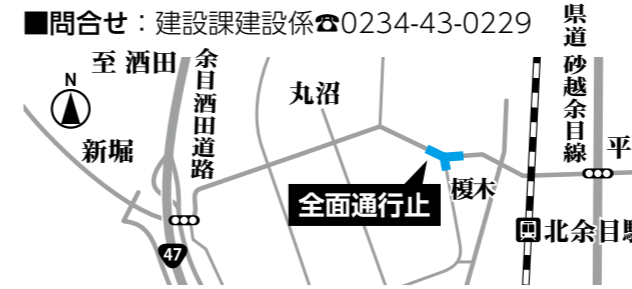 ■問合せ：建設課建設係☎0234-43-0229
至 酒田
余目酒田道路
県道 砂越余目線
N
丸沼
新堀
平
榎木
全面通行止
北余目駅
47